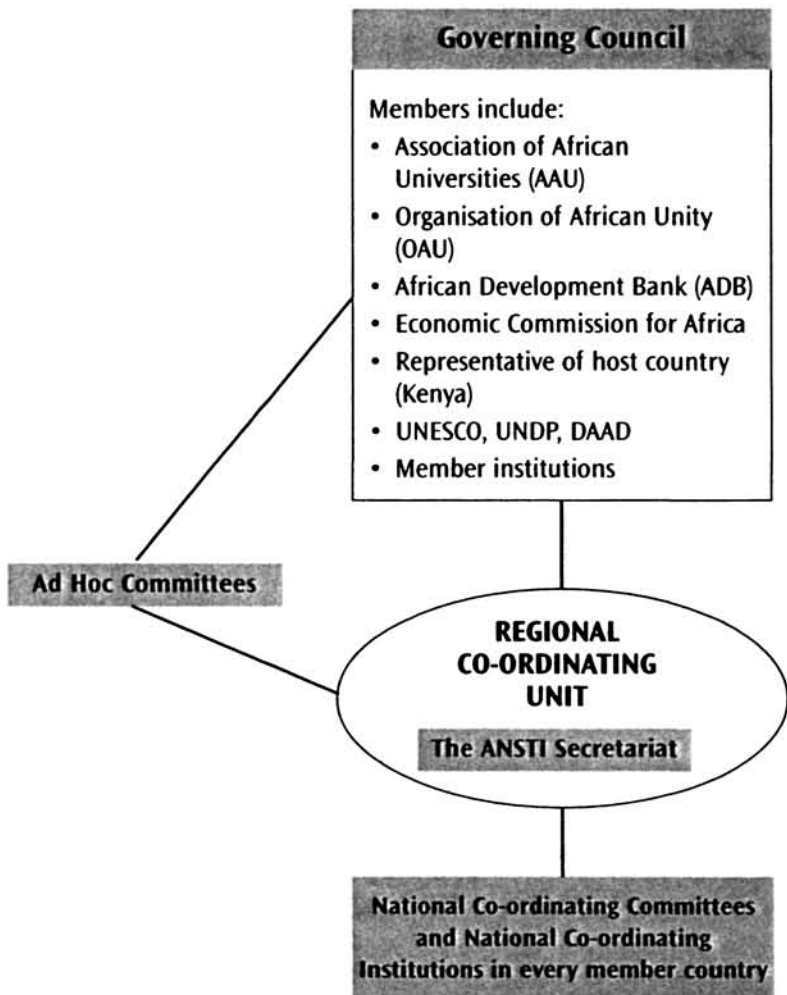 Governing Council
Members include:
• Association of African
Universities (AAU)
• Organisation of African Unity
(OAU)
• African Development Bank (ADB)
• Economic Commission for Africa
• Representative of host country
(Kenya)
• UNESCO, UNDP, DAAD
• Member institutions
Ad Hoc Committees
REGIONAL
CO-ORDINATING
UNIT
The ANSTI Secretariat
National Co-ordinating Committees
and National Co-ordinating
Institutions in every member country